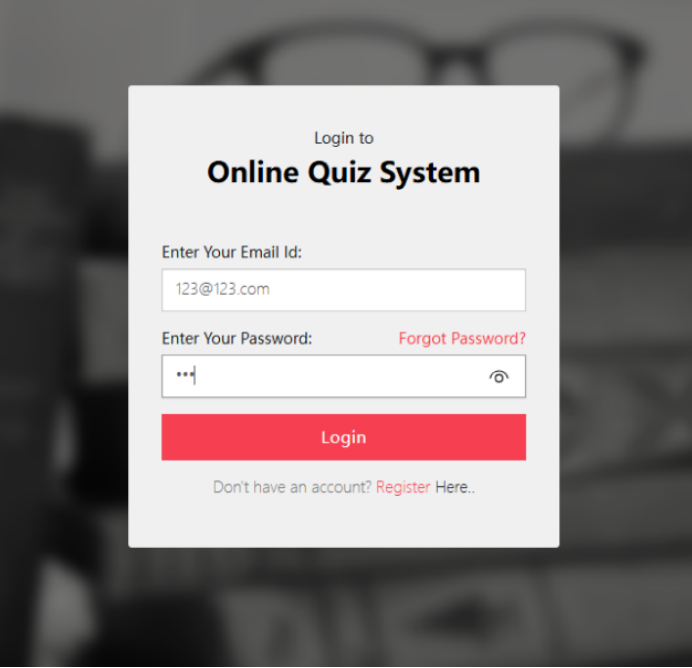 Login to
Online Quiz System
Enter Your Email Id:
123@123.com
Enter Your Password: Forgot Password?
•••
Login
Don't have an account? Register Here..